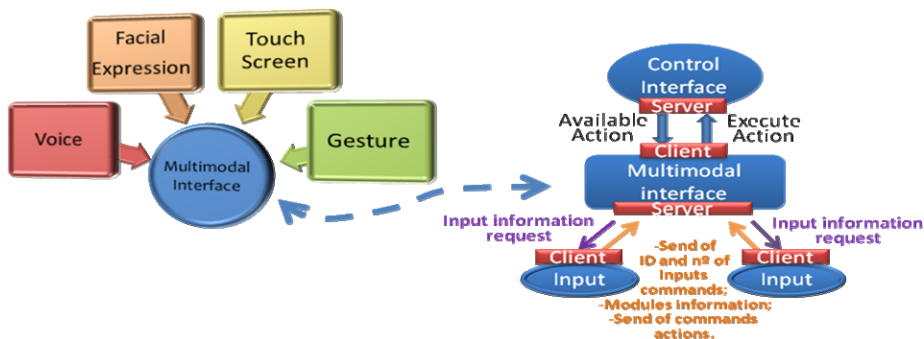 Facial
Expression
Touch
Screen
Voice
Gesture
Multimodal
Interface
Control
Interface
Server
Available
Action
Execute
Action
Client
Multimodal
interface
Server
Input information
request
Input information
request
Client
Input
-Send of
ID and nº of
Inputs
commands;
-Modules information;
-Send of commands
actions.
Client
Input